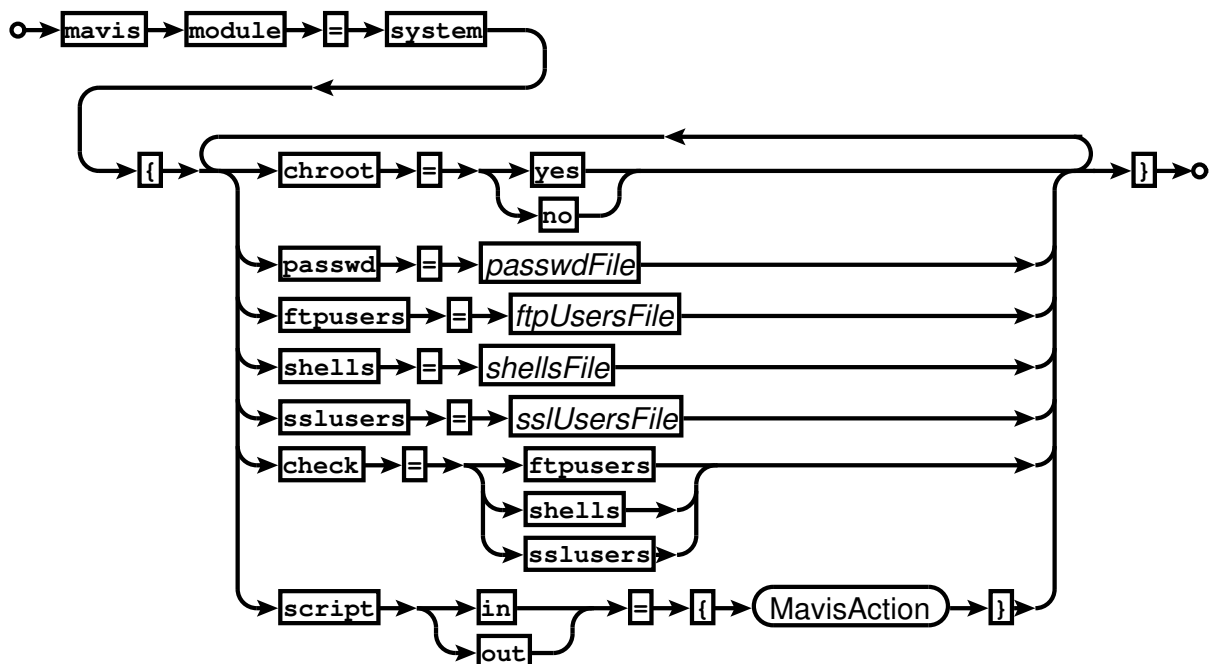 mavis module = system
{ chroot = yes }
no
passwd = passwdFile
ftpusers = ftpUsersFile
shells = shellsFile
sslusers = sslUsersFile
check = ftpusers
shells
sslusers
script in = { MavisAction }
out